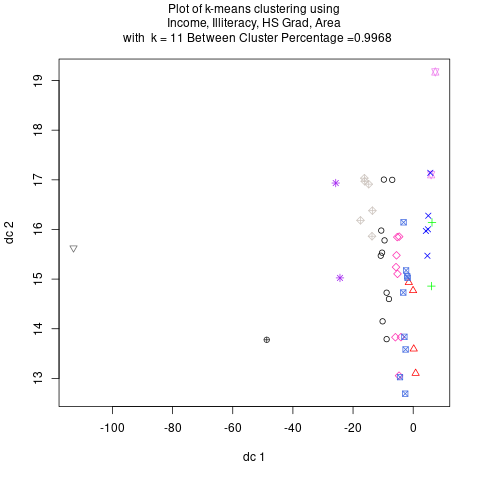 Plot of k-means clustering using
Income, Illiteracy, HS Grad, Area
with k = 11 Between Cluster Percentage =0.9968
19
18
17
16
15
14
13
dc 2
-100
-80
-60
-40
-20
0
dc 1